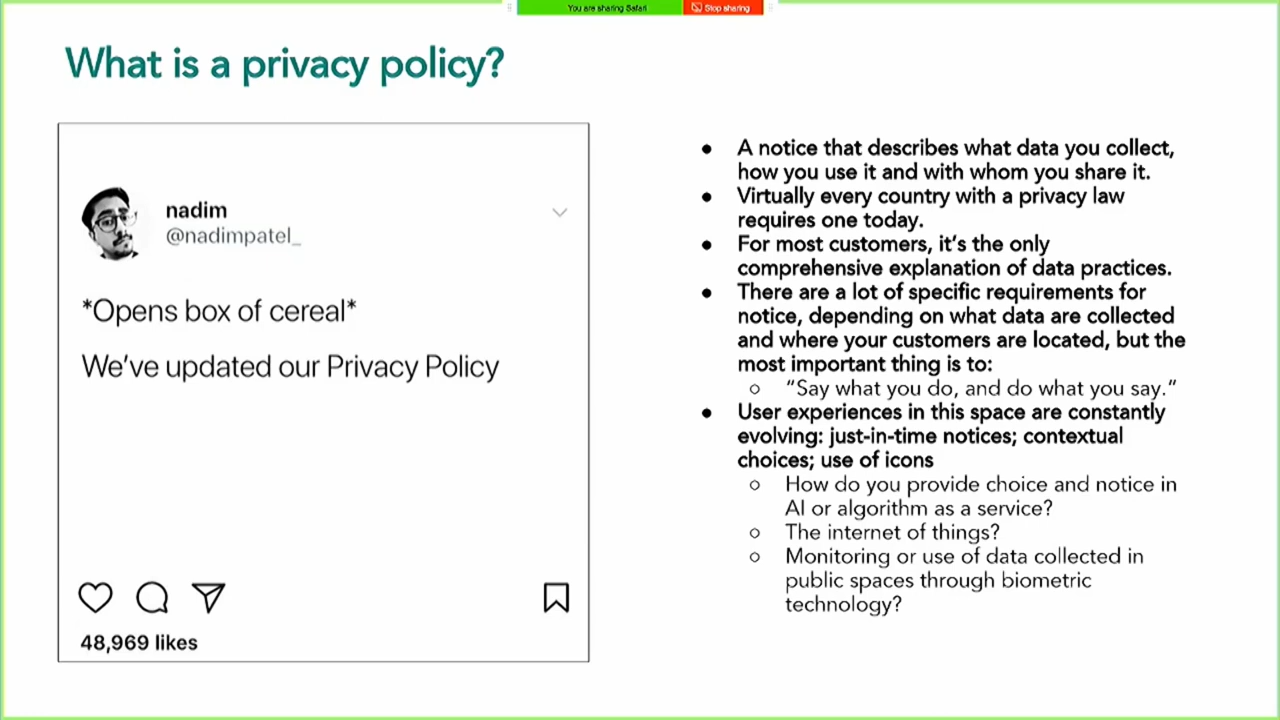 You are sharing Safari
Stop sharing
What is a privacy policy?
nadim
@nadimpatel_
*Opens box of cereal*
We've updated our Privacy Policy
48,969 likes
● A notice that describes what data you collect,
how you use it and with whom you share it.
● Virtually every country with a privacy law
requires one today.
● For most customers, it's the only
comprehensive explanation of data practices.
● There are a lot of specific requirements for
notice, depending on what data are collected
and where your customers are located, but the
most important thing is to:
○ “Say what you do, and do what you say.”
● User experiences in this space are constantly
evolving: just-in-time notices; contextual
choices; use of icons
○ How do you provide choice and notice in
AI or algorithm as a service?
○ The internet of things?
○ Monitoring or use of data collected in
public spaces through biometric
technology?